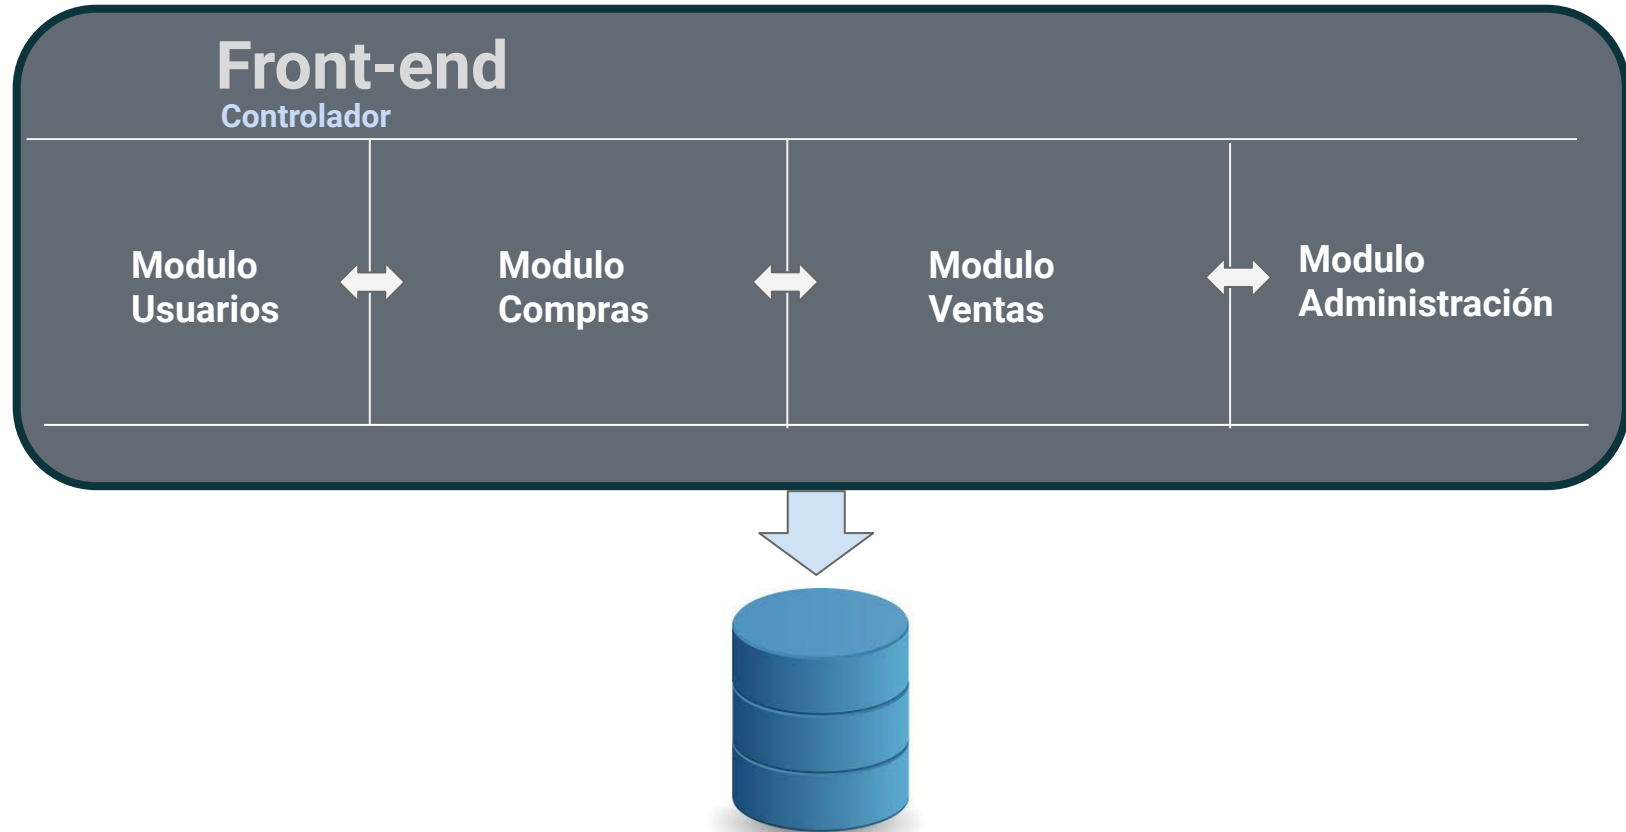 Front-end
Controlador
Modulo
Usuarios
Modulo
Compras
Modulo
Ventas
Modulo
Administración